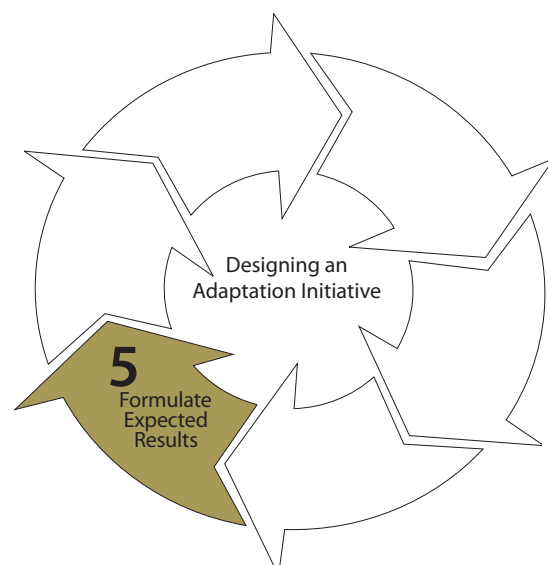 Designing an
Adaptation Initiative
5
Formulate
Expected
Results